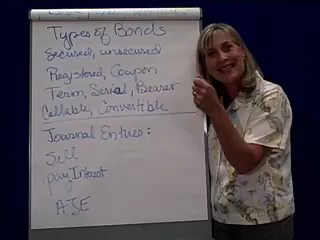 Types of Bonds
Secured, unsecured
Registered, Coupon
Term, Serial, Bearer
Callable, Convertible
Journal Entries:
Sell
pay Interest
AJE